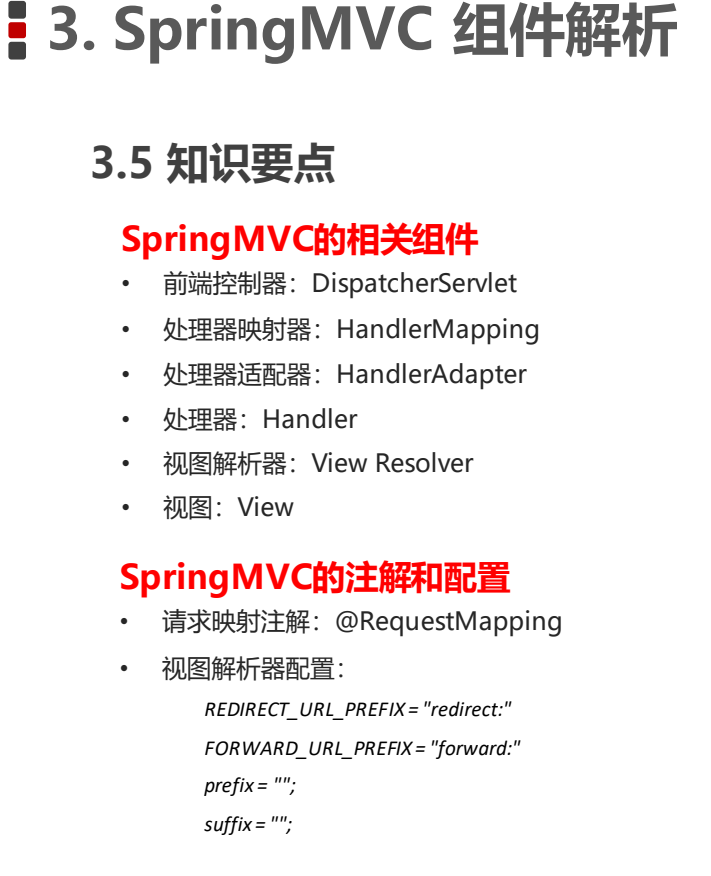 3. SpringMVC 组件解析
3.5 知识要点
SpringMVC的相关组件
• 前端控制器：DispatcherServlet
• 处理器映射器：HandlerMapping
• 处理器适配器：HandlerAdapter
• 处理器：Handler
• 视图解析器：View Resolver
• 视图：View
SpringMVC的注解和配置
• 请求映射注解：@RequestMapping
• 视图解析器配置：
REDIRECT_URL_PREFIX = "redirect:"
FORWARD_URL_PREFIX = "forward:"
prefix = "";
suffix = "";